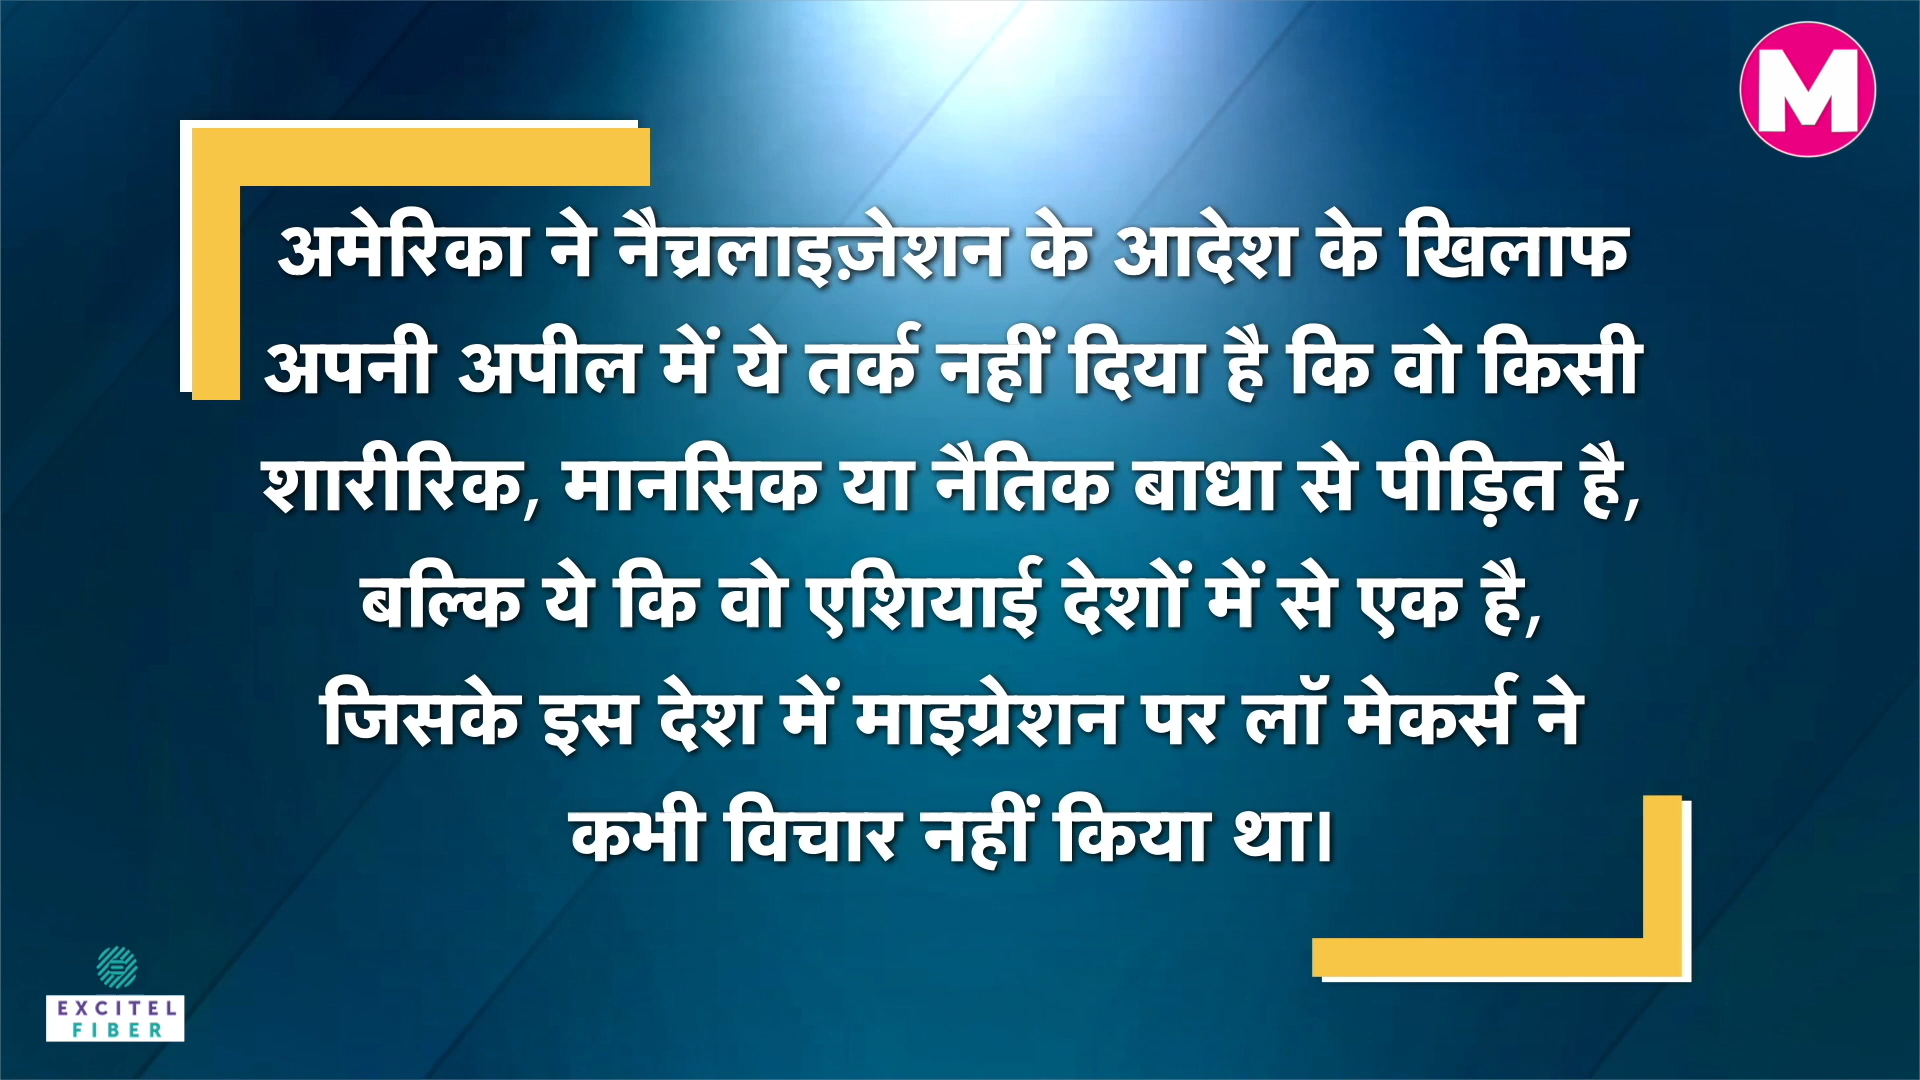 M
अमेरिका ने नैच्रलाइज़ेशन के आदेश के खिलाफ
अपनी अपील में ये तर्क नहीं दिया है कि वो किसी
शारीरिक, मानसिक या नैतिक बाधा से पीड़ित है,
बल्कि ये कि वो एशियाई देशों में से एक है,
जिसके इस देश में माइग्रेशन पर लॉ मेकर्स ने
कभी विचार नहीं किया था।
EXCITEL
FIBER